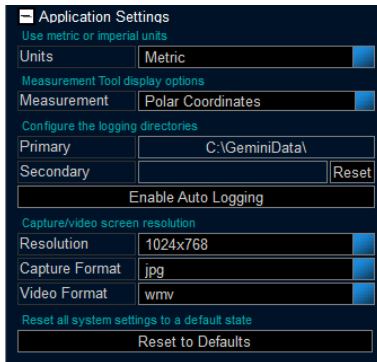 Application Settings
Use metric or imperial units
Units Metric
Measurement Tool display options
Measurement Polar Coordinates
Configure the logging directories
Primary C:\GeminiData\
Secondary Reset
Enable Auto Logging
Capture/video screen resolution
Resolution 1024x768
Capture Format jpg
Video Format wmv
Reset all system settings to a default state
Reset to Defaults